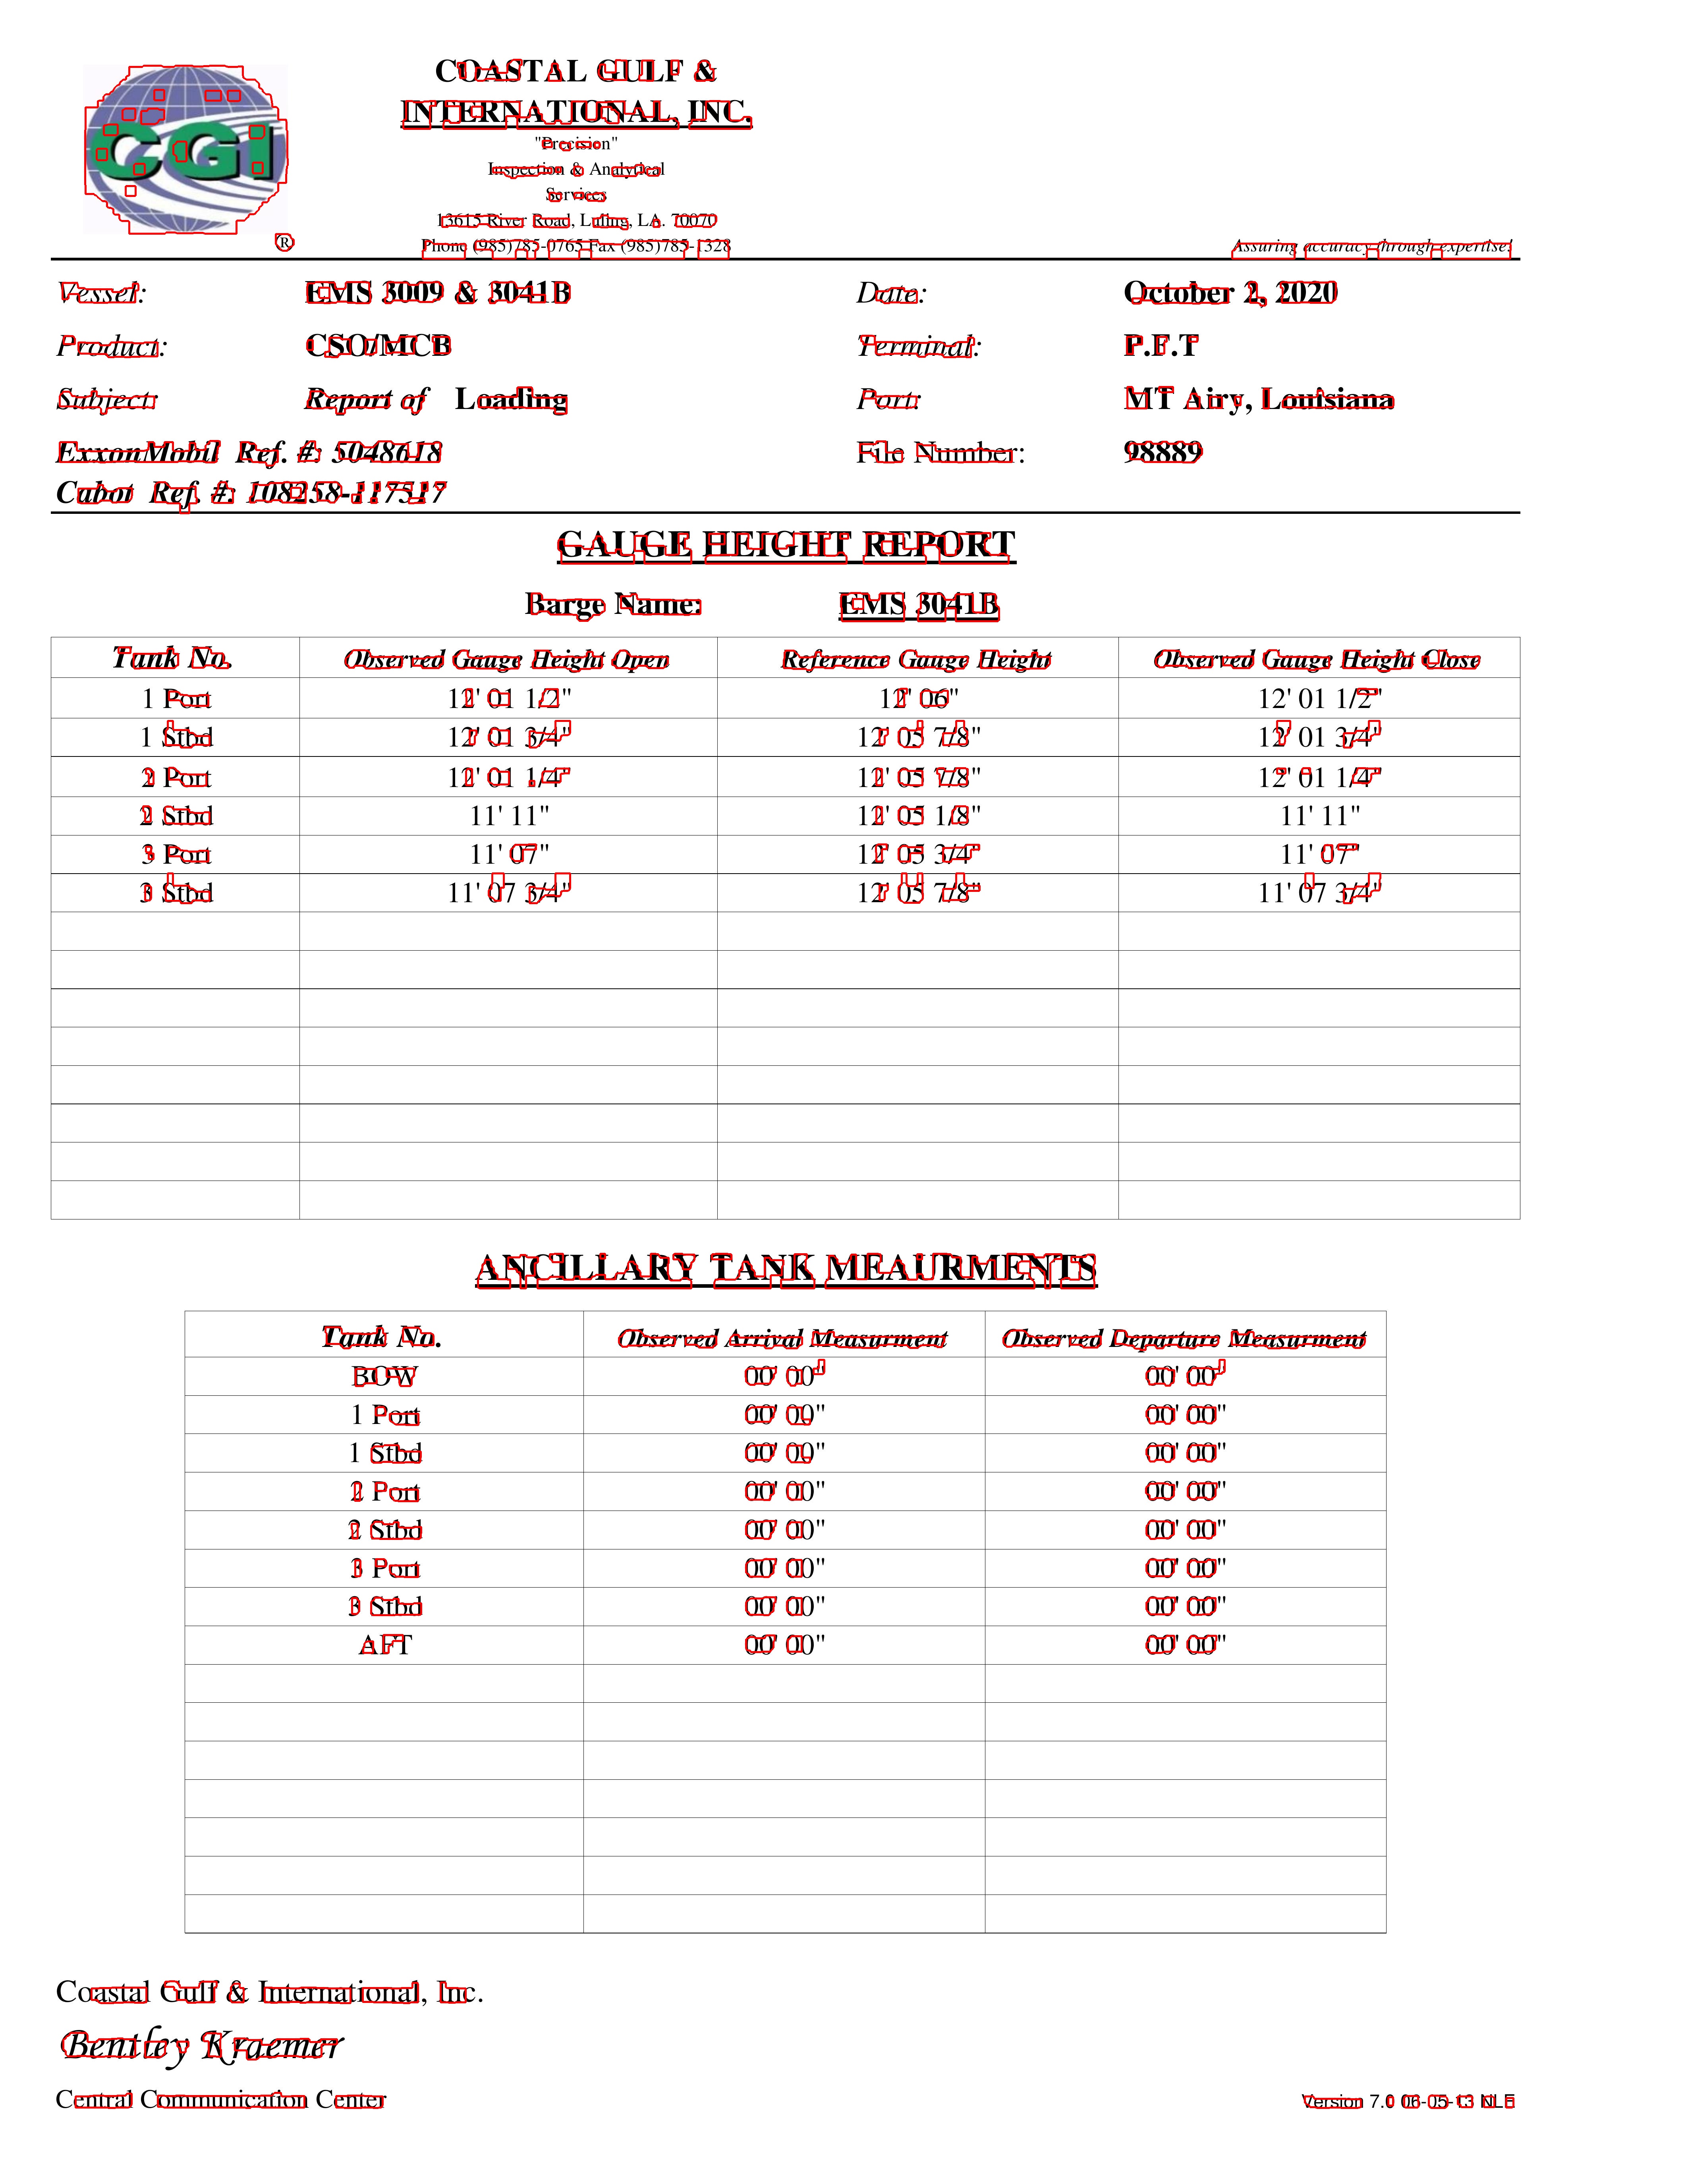 CGI
®
COASTAL GULF &
INTERNATIONAL, INC.
"Precision"
Inspection & Analytical
Services
13615 River Road, Luling, LA. 70070
Phone (985)785-0765 Fax (985)785-1328
Assuring accuracy through expertise!
Vessel: EMS 3009 & 3041B Date: October 2, 2020
Product: CSO/MCB Terminal: P.F.T
Subject: Report of Loading Port: MT Airy, Louisiana
ExxonMobil Ref. #: 5048618 File Number: 98889
Cabot Ref. #: 108258-117517
GAUGE HEIGHT REPORT
Barge Name: EMS 3041B
Tank No. Observed Gauge Height Open Reference Gauge Height Observed Gauge Height Close
1 Port 12' 01 1/2" 12' 06" 12' 01 1/2"
1 Stbd 12' 01 3/4" 12' 05 7/8" 12' 01 3/4"
2 Port 12' 01 1/4" 12' 05 7/8" 12' 01 1/4"
2 Stbd 11' 11" 12' 05 1/8" 11' 11"
3 Port 11' 07" 12' 05 3/4" 11' 07"
3 Stbd 11' 07 3/4" 12' 05 7/8" 11' 07 3/4"
ANCILLARY TANK MEAURMENTS
Tank No. Observed Arrival Measurment Observed Departure Measurment
BOW 00' 00" 00' 00"
1 Port 00' 00" 00' 00"
1 Stbd 00' 00" 00' 00"
2 Port 00' 00" 00' 00"
2 Stbd 00' 00" 00' 00"
3 Port 00' 00" 00' 00"
3 Stbd 00' 00" 00' 00"
AFT 00' 00" 00' 00"
Coastal Gulf & International, Inc.
Bentley Kraemer
Central Communication Center
Version 7.0 06-05-13 NLE